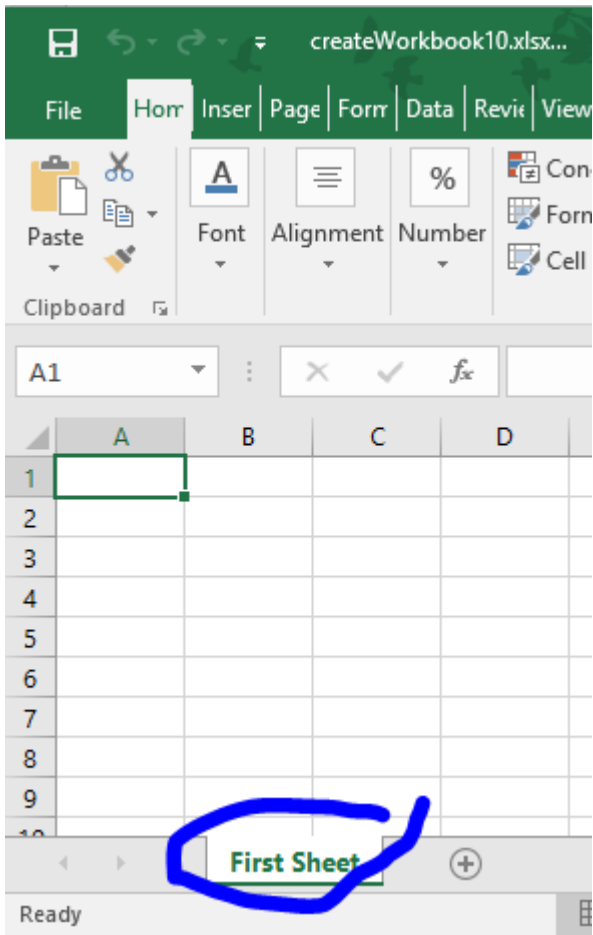 createWorkbook10.xlsx...
File Hom Inser Page Form Data Revie View
Paste
A
Font
Alignment
%
Number
Con
Form
Cell
Clipboard
A1 fx
A B C D
1
2
3
4
5
6
7
8
9
10
First Sheet
Ready